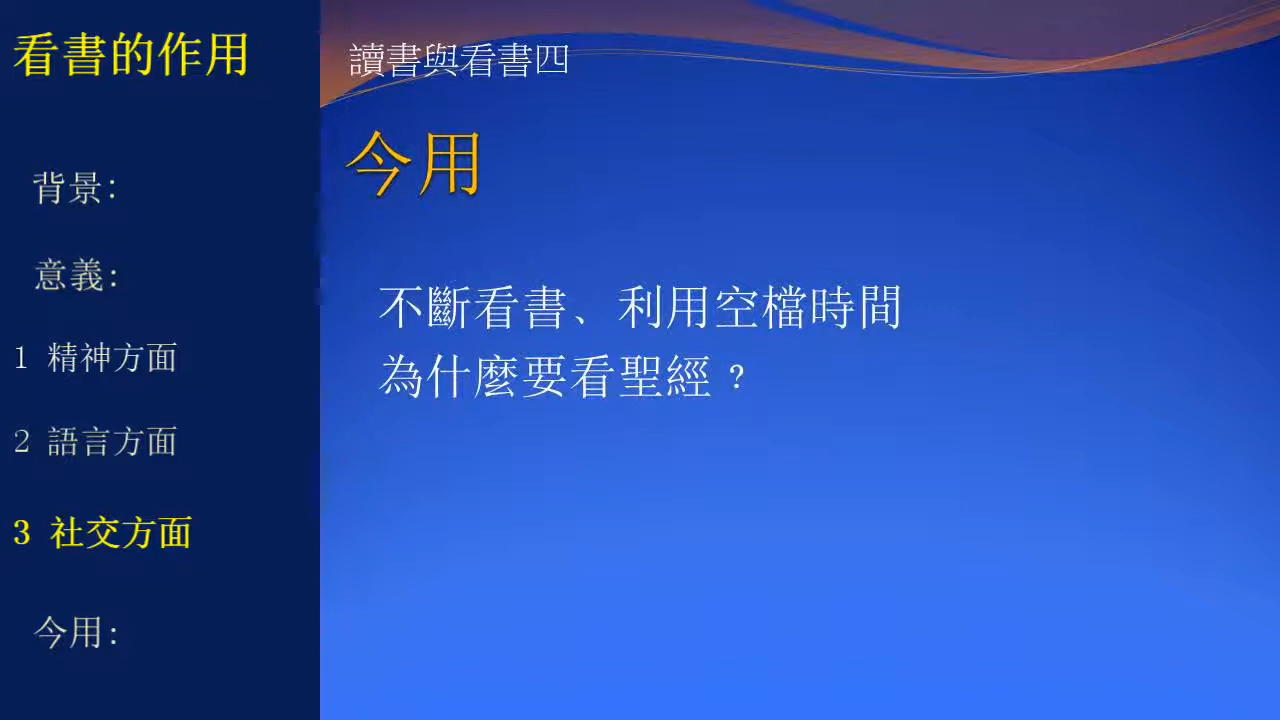 看書的作用
背景:
意義:
1 精神方面
2 語言方面
3 社交方面
今用:
讀書與看書四
今用
不斷看書、利用空檔時間
為什麼要看聖經？